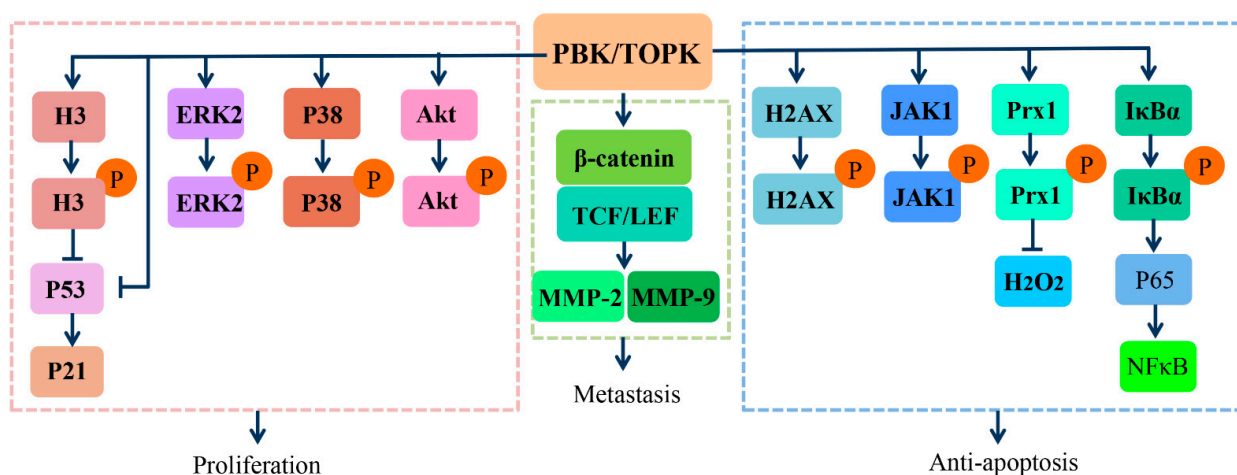 PBK/TOPK
H3
ERK2
P38
Akt
H2AX
JAK1
Prx1
IκBα
β-catenin
P
P
P
P
P
P
P
P
H3
ERK2
P38
Akt
TCF/LEF
H2AX
JAK1
Prx1
IκBα
P53
MMP-2
MMP-9
H2O2
P65
P21
NFκB
Metastasis
Proliferation
Anti-apoptosis